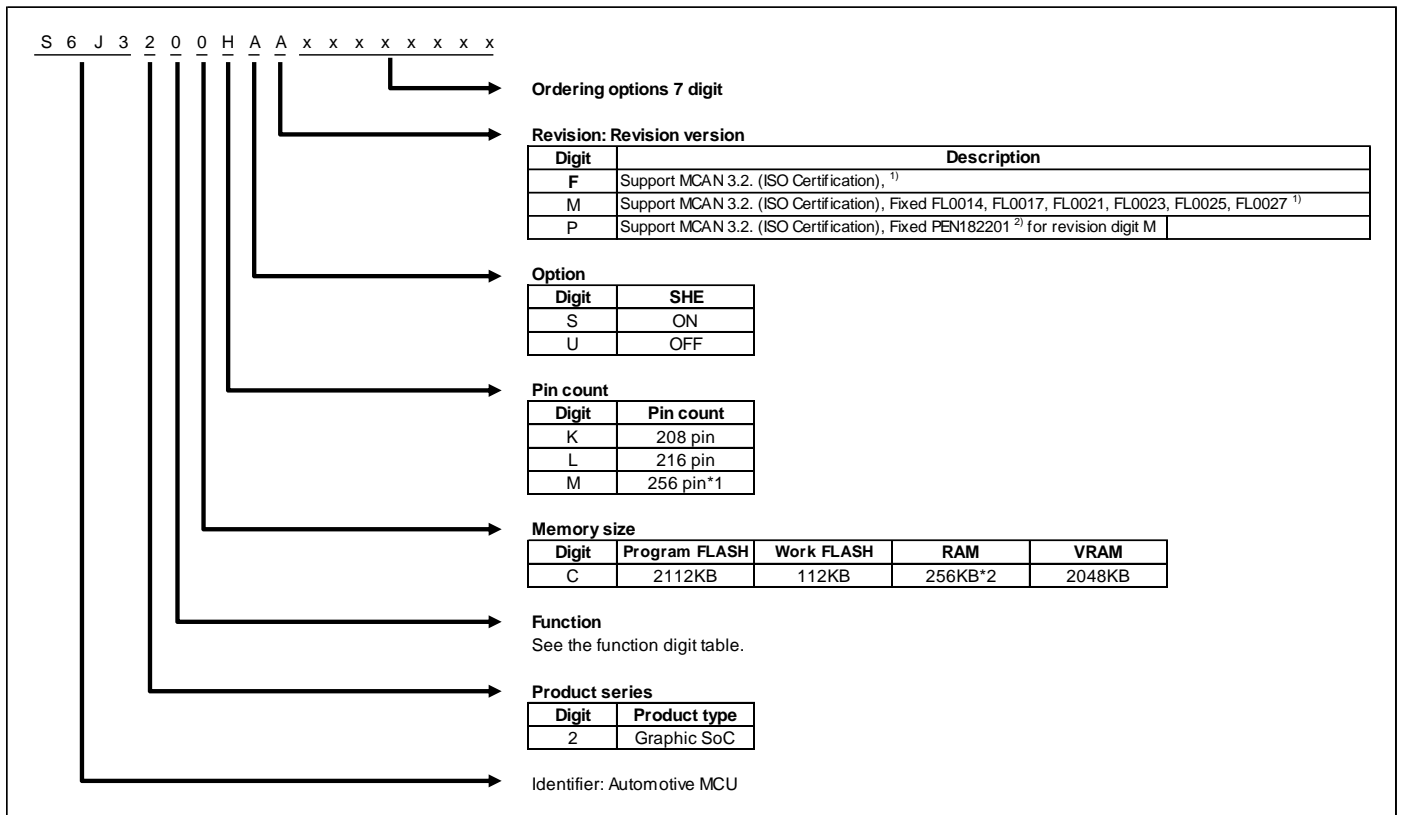 S 6 J 3 2 0 0 H A A x x x x x x x x
Ordering options 7 digit
Revision: Revision version
Digit Description
F Support MCAN 3.2. (ISO Certification), 1)
M Support MCAN 3.2. (ISO Certification), Fixed FL0014, FL0017, FL0021, FL0023, FL0025, FL0027 1)
P Support MCAN 3.2. (ISO Certification), Fixed PEN182201 2) for revision digit M
Option
Digit SHE
S ON
U OFF
Pin count
Digit Pin count
K 208 pin
L 216 pin
M 256 pin*1
Memory size
Digit Program FLASH Work FLASH RAM VRAM
C 2112KB 112KB 256KB*2 2048KB
Function
See the function digit table.
Product series
Digit Product type
2 Graphic SoC
Identifier: Automotive MCU